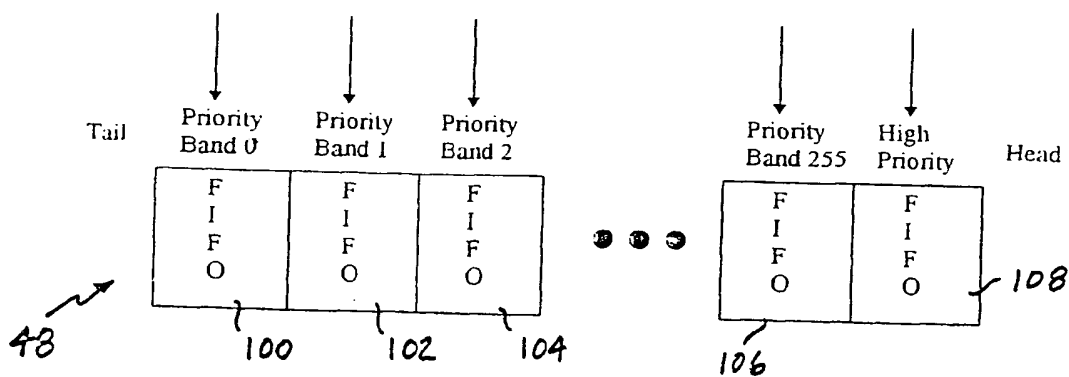 Tail
Priority
Band 0
Priority
Band 1
Priority
Band 2
Priority
Band 255
High
Priority
Head
F
I
F
O
F
I
F
O
F
I
F
O
F
I
F
O
F
I
F
O
48
100
102
104
106
108